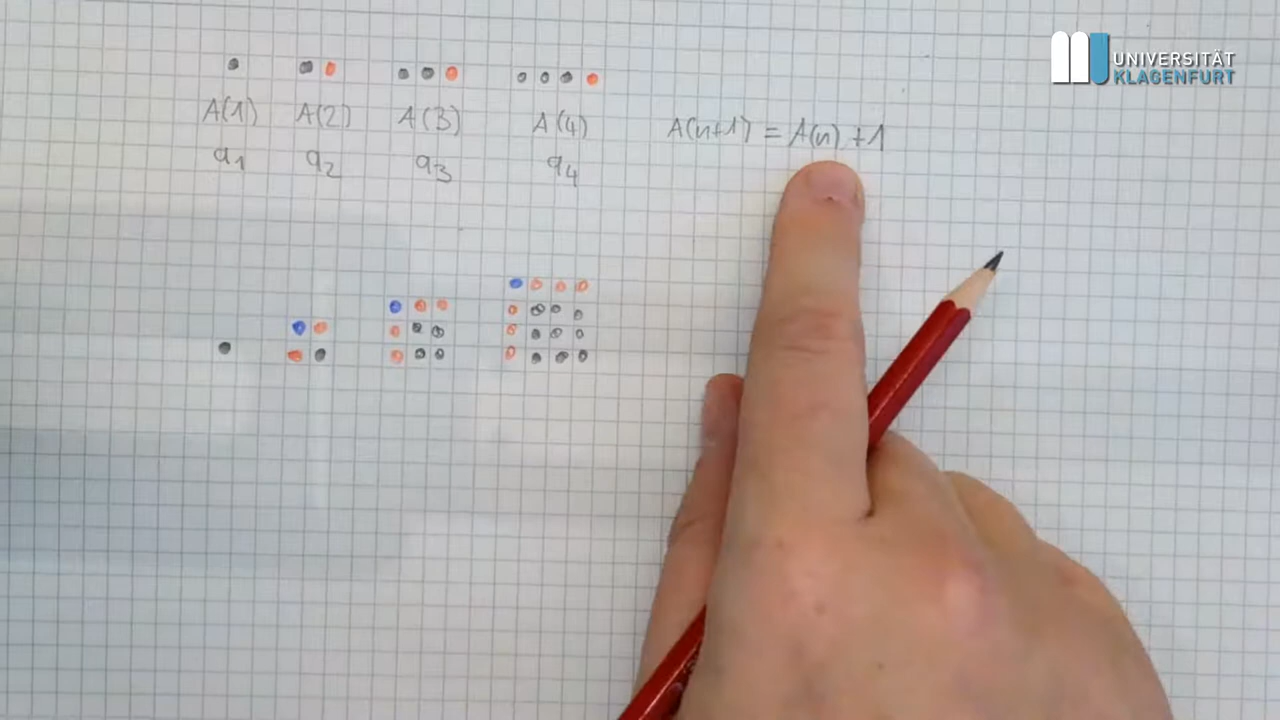 UNIVERSITÄT
KLAGENFURT
A(1) A(2) A(3) A(4) A(n+1) = A(n) +1
a1 a2 a3 a4